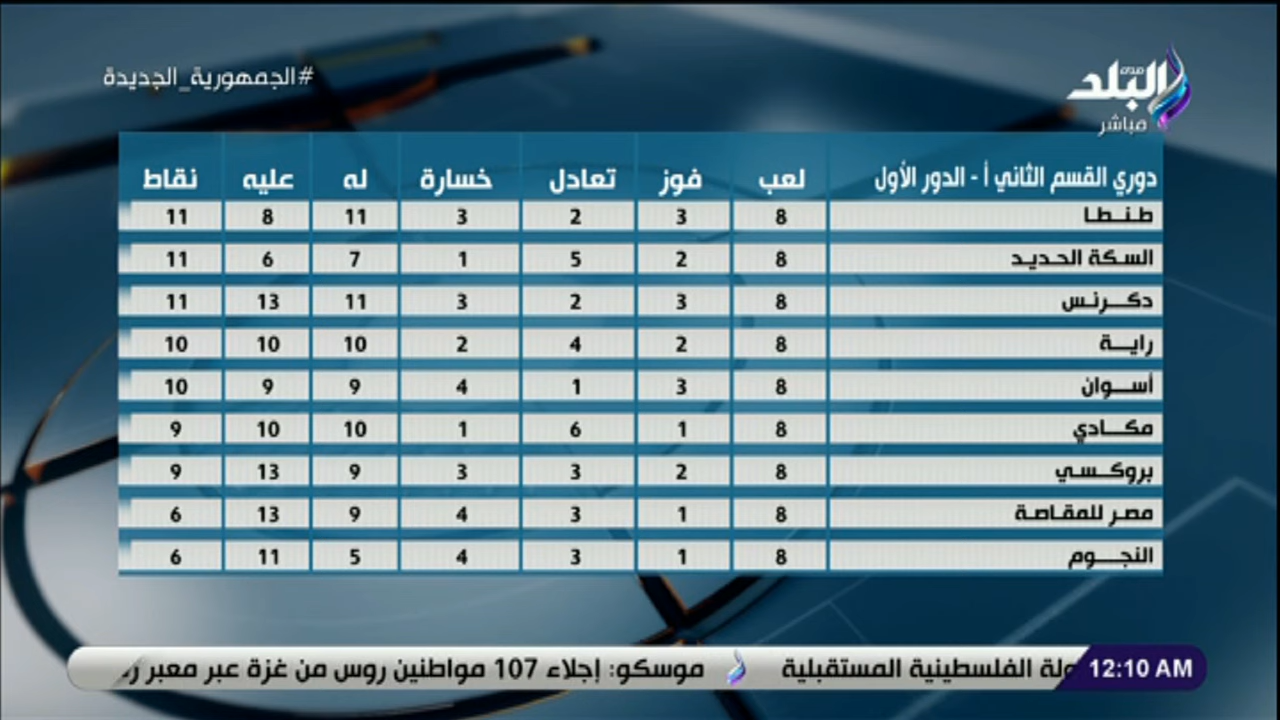 #الجمهورية_الجديدة
صدى البلد
مباشر
دوري القسم الثاني أ - الدور الأول لعب فوز تعادل خسارة له عليه نقاط
طنطا 8 3 2 3 11 8 11
السكة الحديد 8 2 5 1 7 6 11
دكرنس 8 3 2 3 11 13 11
راية 8 2 4 2 10 10 10
أسوان 8 3 1 4 9 9 10
مكادي 8 1 6 1 10 10 9
بروكسي 8 2 3 3 9 13 9
مصر للمقاصة 8 1 3 4 9 13 6
النجوم 8 1 3 4 5 11 6
12:10 AM الفلسطينية المستقبلية موسكو: إجلاء 107 مواطنين روس من غزة عبر معبر